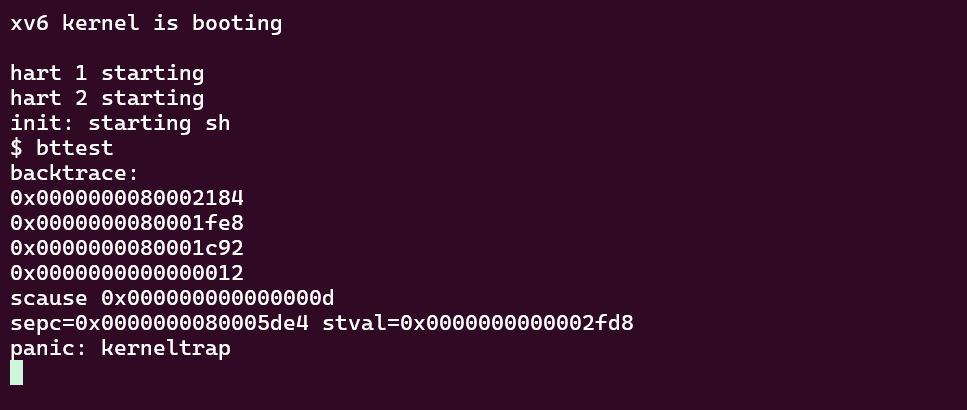 xv6 kernel is booting
hart 1 starting
hart 2 starting
init: starting sh
$ bttest
backtrace:
0x0000000080002184
0x0000000080001fe8
0x0000000080001c92
0x0000000000000012
scause 0x000000000000000d
sepc=0x0000000080005de4 stval=0x0000000000002fd8
panic: kerneltrap